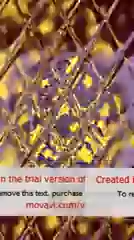 n the trial version of Created
emove this text, purchase To re
movavi.com/v